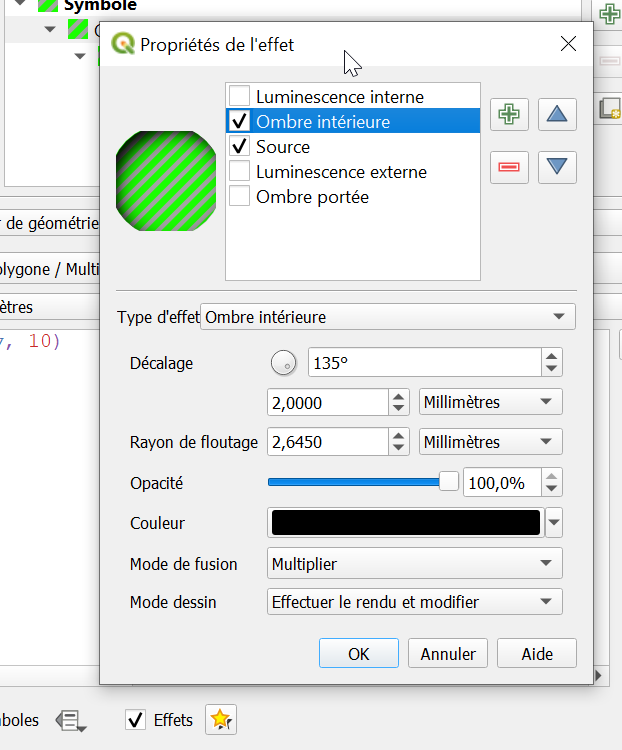 Symbole
Propriétés de l'effet
Luminescence interne
Ombre intérieure
Source
Luminescence externe
Ombre portée
r de géométrie
olygone / Multi
ètres
, 10)
Type d'effet Ombre intérieure
Décalage 135°
2,0000 Millimètres
Rayon de floutage 2,6450 Millimètres
Opacité 100,0%
Couleur
Mode de fusion Multiplier
Mode dessin Effectuer le rendu et modifier
OK Annuler Aide
boles Effets